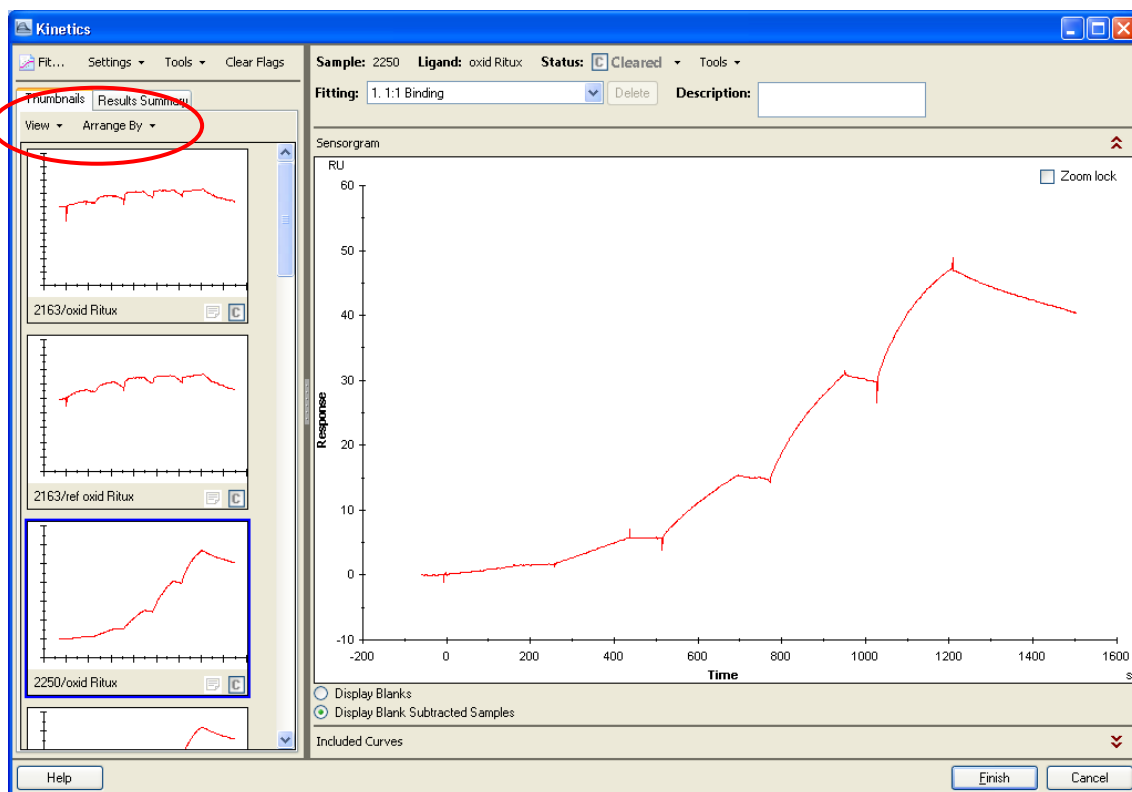 Kinetics
Fit... Settings Tools Clear Flags
Sample: 2250 Ligand: oxid Ritux Status: C Cleared Tools
Thumbnails Results Summary
Fitting: 1. 1:1 Binding Delete Description:
View Arrange By
Sensorgram
RU
Zoom lock
60
50
40
30
20
10
0
-10
Response
-200 0 200 400 600 800 1000 1200 1400 1600
Time
s
2163/oxid Ritux C
2163/ref oxid Ritux C
2250/oxid Ritux C
Display Blanks
Display Blank Subtracted Samples
Included Curves
Help Finish Cancel